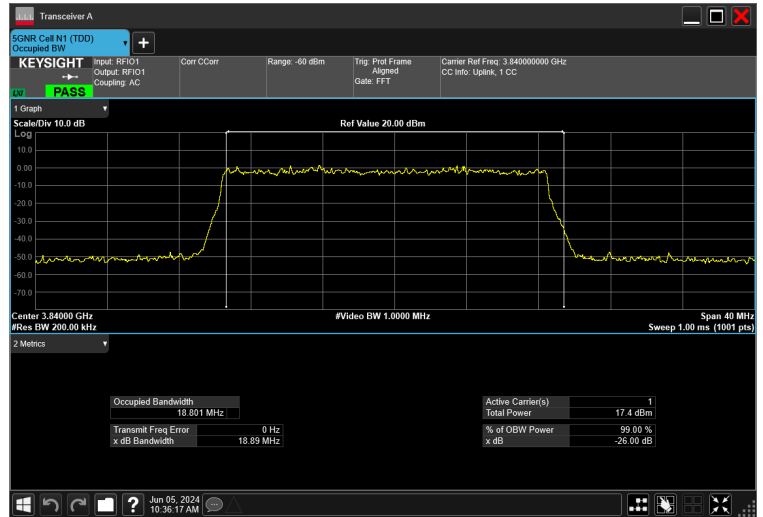 Transceiver A
5GNR Cell N1 (TDD)
Occupied BW
KEYSIGHT
LXI
PASS
Input: RFIO1
Output: RFIO1
Coupling: AC
Corr CCorr
Range: -60 dBm
Trig: Prot Frame
Aligned
Gate: FFT
Carrier Ref Freq: 3.840000000 GHz
CC Info: Uplink, 1 CC
1 Graph
Scale/Div 10.0 dB
Ref Value 20.00 dBm
Log
10.0
0.00
-10.0
-20.0
-30.0
-40.0
-50.0
-60.0
-70.0
Center 3.84000 GHz
#Video BW 1.0000 MHz
Span 40 MHz
#Res BW 200.00 kHz
Sweep 1.00 ms (1001 pts)
2 Metrics
Occupied Bandwidth
18.801 MHz
Transmit Freq Error 0 Hz
x dB Bandwidth 18.89 MHz
Active Carrier(s) 1
Total Power 17.4 dBm
% of OBW Power 99.00 %
x dB -26.00 dB
?
Jun 05, 2024
10:36:17 AM